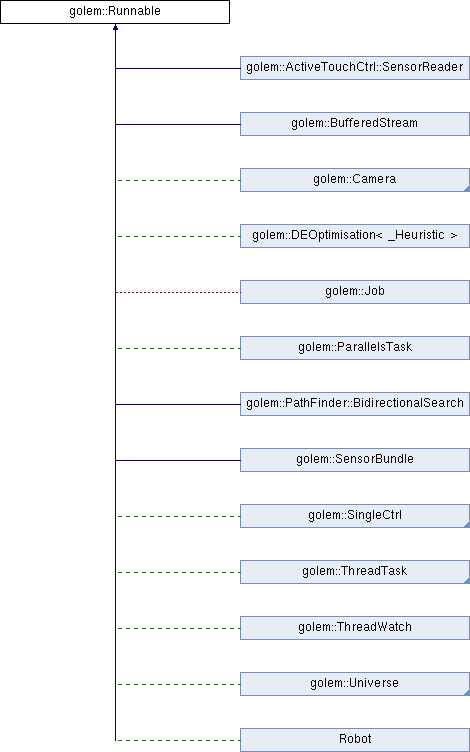 golem::Runnable
golem::ActiveTouchCtrl::SensorReader
golem::BufferedStream
golem::Camera
golem::DEOptimisation< _Heuristic >
golem::Job
golem::ParallelsTask
golem::PathFinder::BidirectionalSearch
golem::SensorBundle
golem::SingleCtrl
golem::ThreadTask
golem::ThreadWatch
golem::Universe
Robot